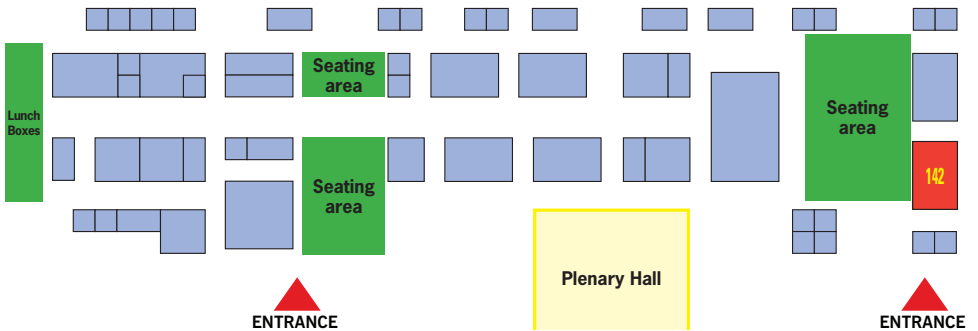 Seating
area
Lunch
Boxes
Seating
area
142
Seating
area
Plenary Hall
ENTRANCE
ENTRANCE